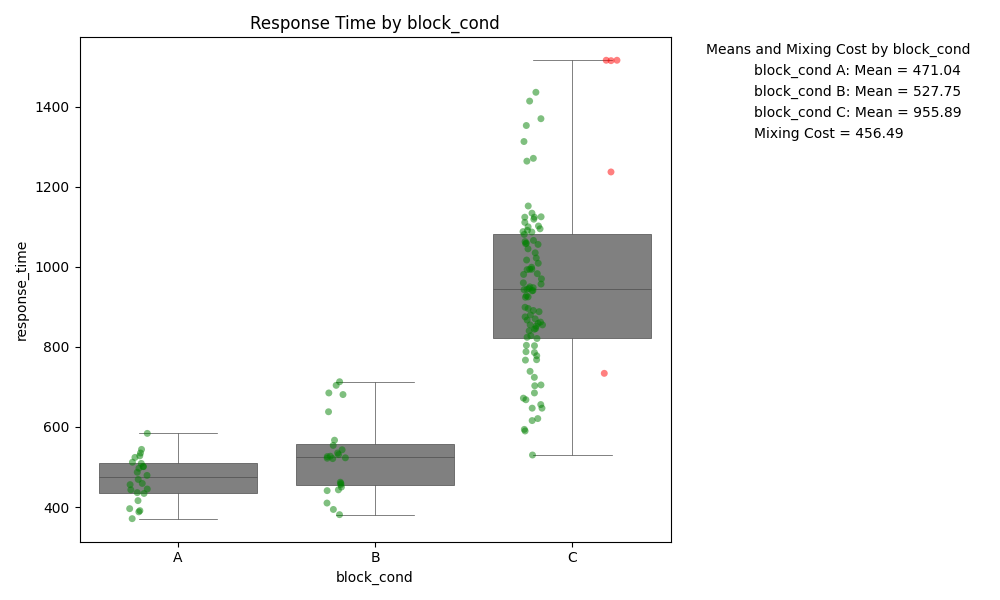 Response Time by block_cond
Means and Mixing Cost by block_cond
block_cond A: Mean = 471.04
block_cond B: Mean = 527.75
block_cond C: Mean = 955.89
Mixing Cost = 456.49
response_time
1400
1200
1000
800
600
400
A
B
C
block_cond